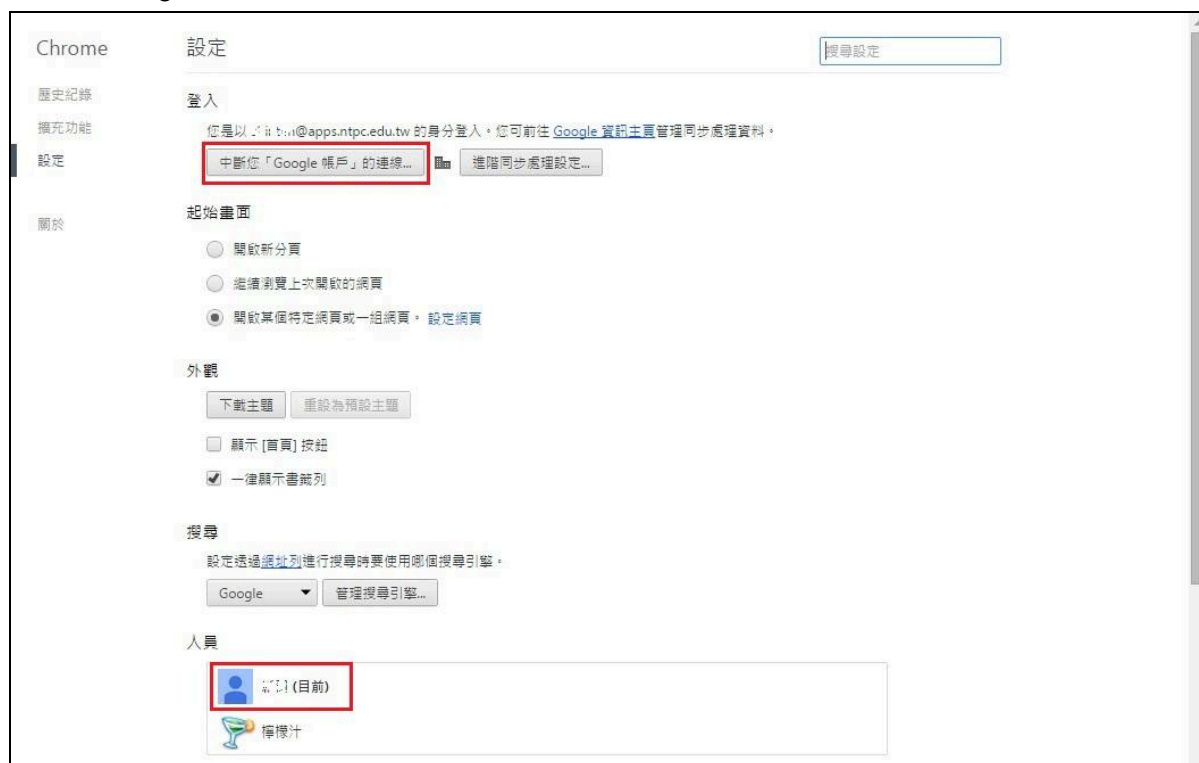 Chrome
設定
搜尋設定
歷史紀錄
擴充功能
設定
關於
登入
您是以 @apps.ntpc.edu.tw 的身分登入。您可前往 Google 資訊主頁管理同步處理資料。
中斷您「Google 帳戶」的連線...
進階同步處理設定...
起始畫面
開啟新分頁
繼續瀏覽上次開啟的網頁
開啟某個特定網頁或一組網頁。 設定網頁
外觀
下載主題
重設為預設主題
顯示 [首頁] 按鈕
一律顯示書籤列
搜尋
設定透過網址列進行搜尋時要使用哪個搜尋引擎。
Google
管理搜尋引擎...
人員
(目前)
檸檬汁